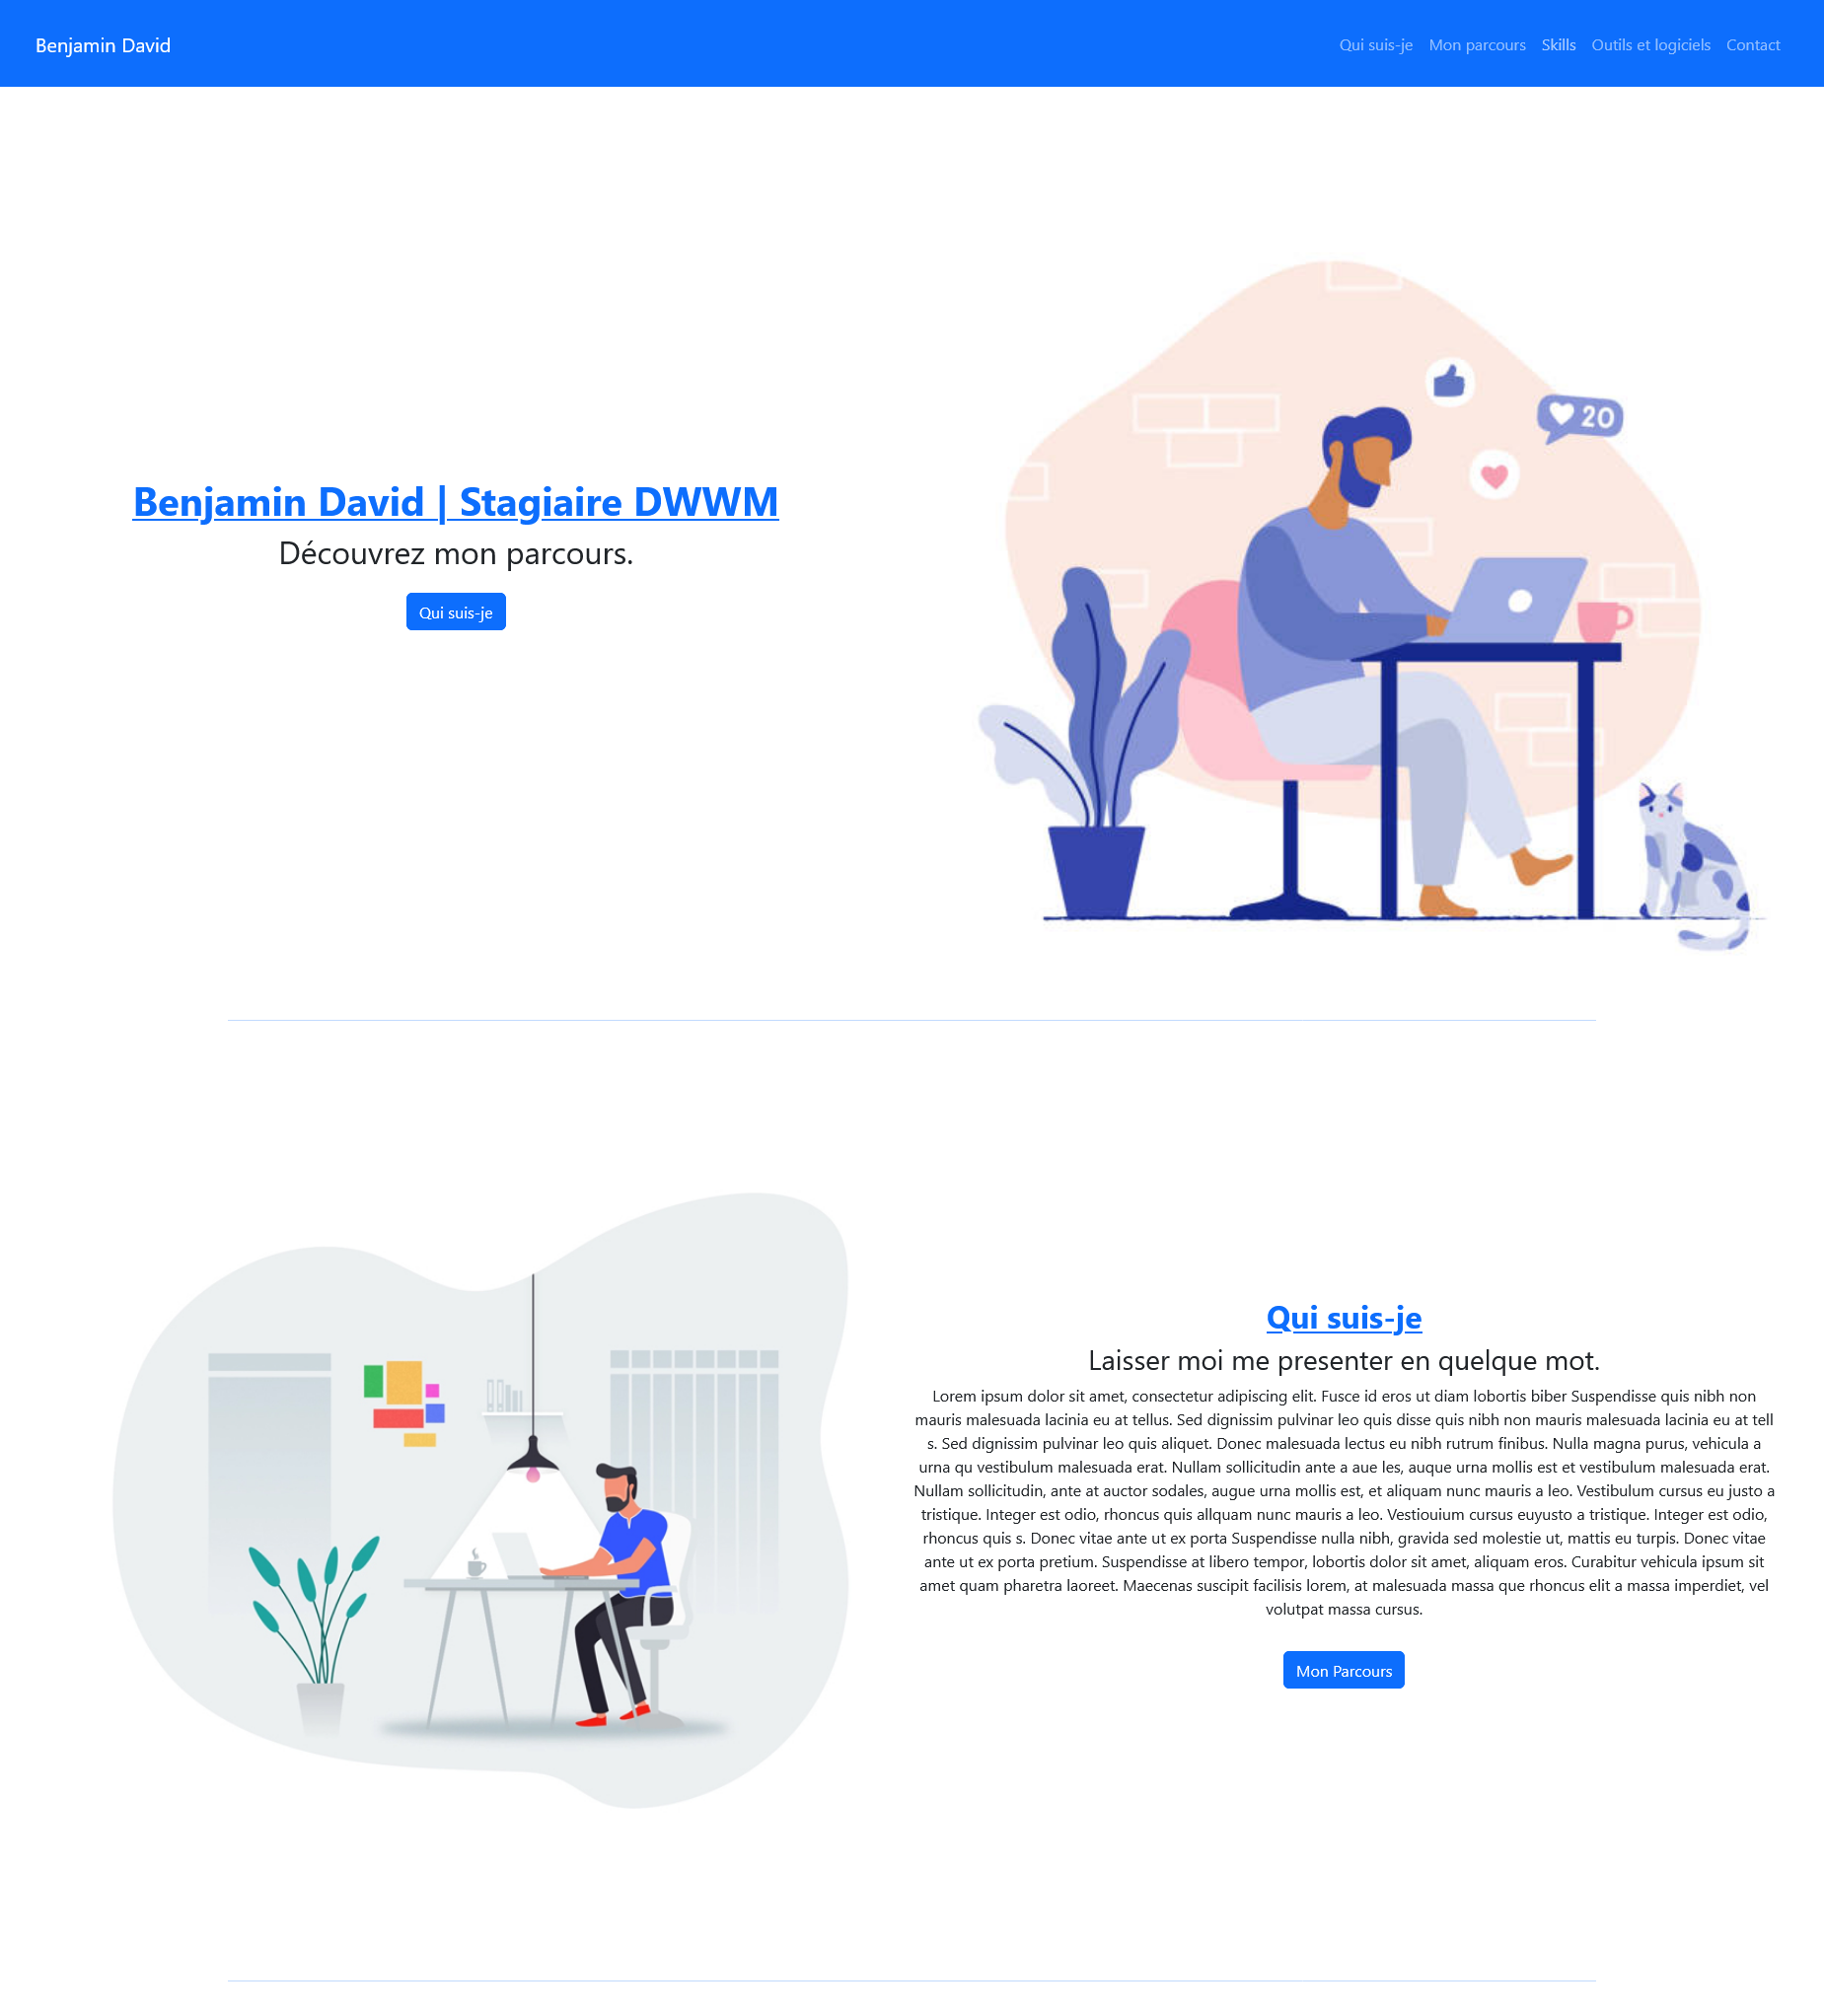 Benjamin David
Qui suis-je
Mon parcours
Skills
Outils et logiciels
Contact
20
Benjamin David | Stagiaire DWWM
Découvrez mon parcours.
Qui suis-je
Qui suis-je
Laisser moi me presenter en quelque mot.
Lorem ipsum dolor sit amet, consectetur adipiscing elit. Fusce id eros ut diam lobortis biber Suspendisse quis nibh non
mauris malesuada lacinia eu at tellus. Sed dignissim pulvinar leo quis disse quis nibh non mauris malesuada lacinia eu at tell
s. Sed dignissim pulvinar leo quis aliquet. Donec malesuada lectus eu nibh rutrum finibus. Nulla magna purus, vehicula a
urna qu vestibulum malesuada erat. Nullam sollicitudin ante a aue les, auque urna mollis est et vestibulum malesuada erat.
Nullam sollicitudin, ante at auctor sodales, augue urna mollis est, et aliquam nunc mauris a leo. Vestibulum cursus eu justo a
tristique. Integer est odio, rhoncus quis allquam nunc mauris a leo. Vestiouium cursus euyusto a tristique. Integer est odio,
rhoncus quis s. Donec vitae ante ut ex porta Suspendisse nulla nibh, gravida sed molestie ut, mattis eu turpis. Donec vitae
ante ut ex porta pretium. Suspendisse at libero tempor, lobortis dolor sit amet, aliquam eros. Curabitur vehicula ipsum sit
amet quam pharetra laoreet. Maecenas suscipit facilisis lorem, at malesuada massa que rhoncus elit a massa imperdiet, vel
volutpat massa cursus.
Mon Parcours